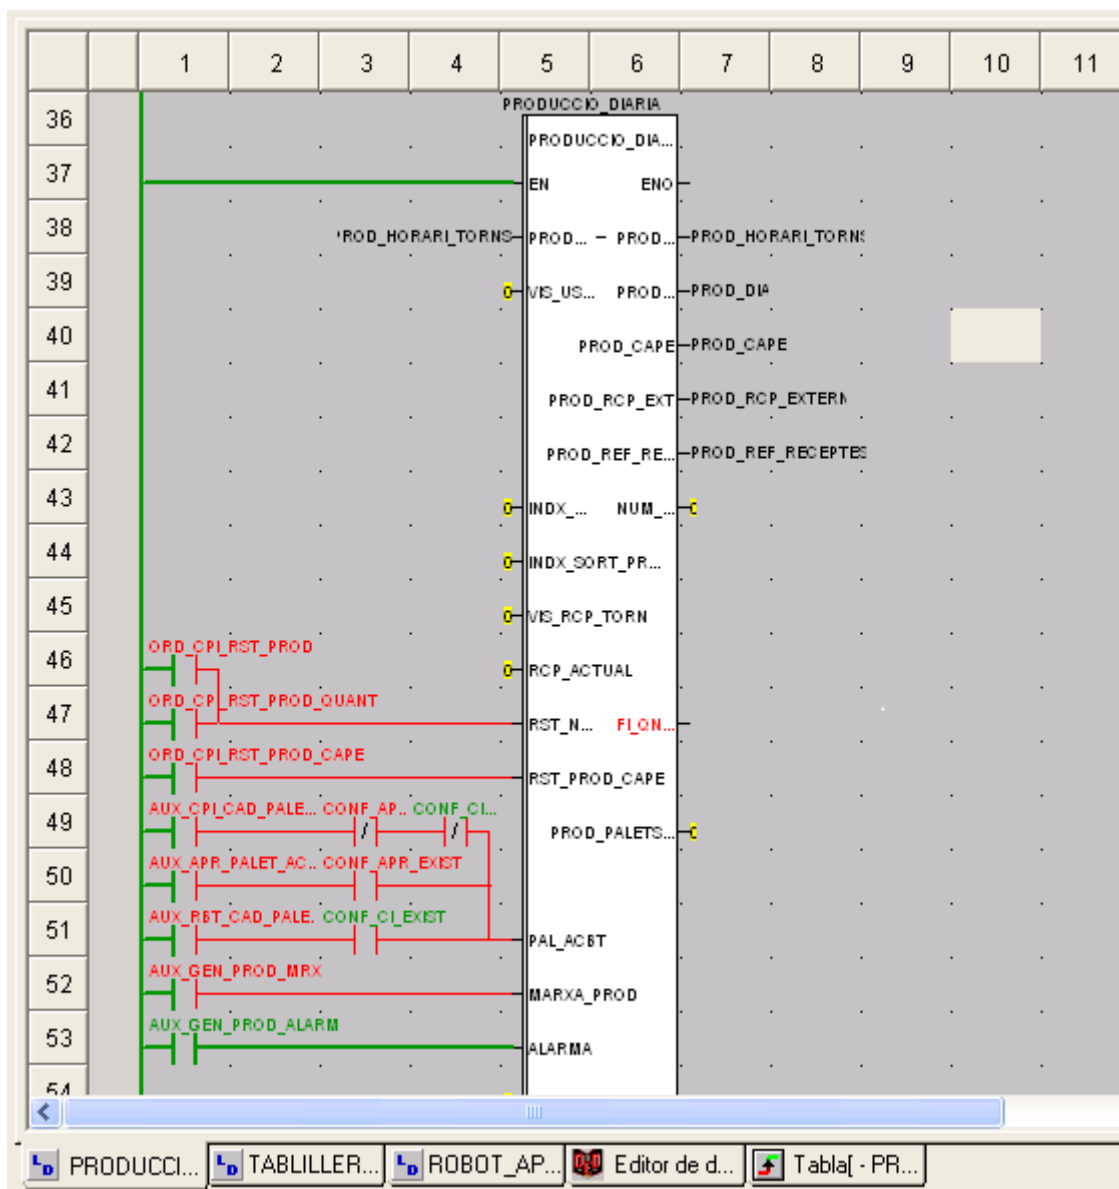 1 2 3 4 5 6 7 8 9 10 11
36 PRODUCCIO_DIARIA
PRODUCCIO_DIA...
37 EN ENO
38 'ROD_HORARI_TORNS PROD... – PROD... PROD_HORARI_TORNS
39 0 VIS_US... PROD... PROD_DIA
40 PROD_CAPE PROD_CAPE
41 PROD_RCP_EXT PROD_RCP_EXTERN
42 PROD_REF_RE... PROD_REF_RECEPTES
43 0 INDX_... NUM_... 0
44 0 INDX_SORT_PR...
45 0 VIS_RCP_TORN
ORD_CPI_RST_PROD
46 0 RCP_ACTUAL
ORD_CPI_RST_PROD_QUANT
47 RST_N... FI_QN...
ORD_CPI_RST_PROD_CAPE
48 RST_PROD_CAPE
AUX_CPI_CAD_PALE... CONF_AP.. CONF_CI...
49 / / PROD_PALETS... 0
AUX_APR_PALET_AC.. CONF_APR_EXIST
50
AUX_RBT_CAD_PALE. CONF_CI_EXIST
51 PAL_ACBT
AUX_GEN_PROD_MRX
52 MARXA_PROD
AUX_GEN_PROD_ALARM
53 ALARMA
54
PRODUCCI... TABLILLER... ROBOT_AP... Editor de d... Tabla[ - PR...